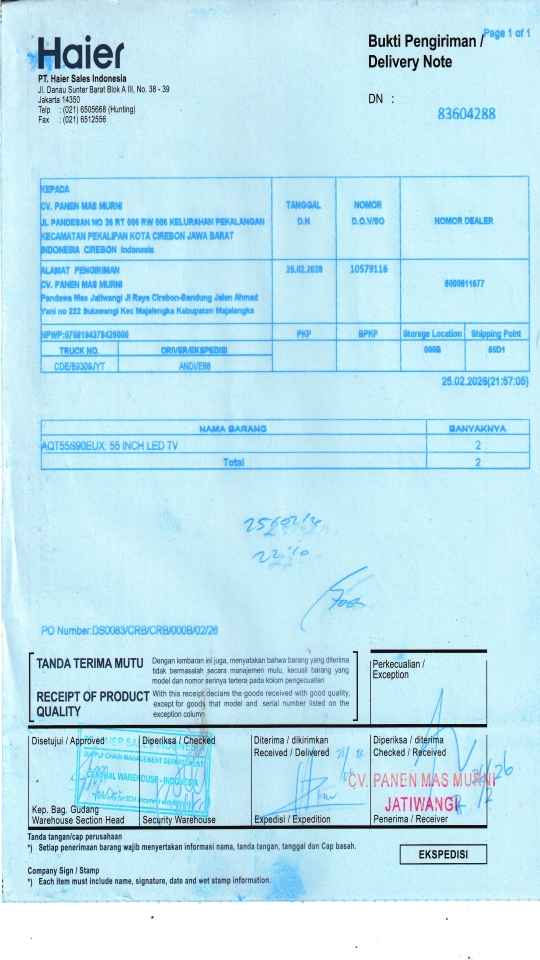 Haier
PT. Haier Sales Indonesia
Jl. Danau Sunter Barat Blok A III, No. 38 - 39
Jakarta 14350
Telp : (021) 6505668 (Hunting)
Fax : (021) 6512556
Page 1 of 1
Bukti Pengiriman /
Delivery Note
DN :
83604288
KEPADA
CV. PANEN MAS MURNI
JL PANDESAN NO 26 RT 006 RW 006 KELURAHAN PEKALANGAN
KECAMATAN PEKALIPAN KOTA CIREBON JAWA BARAT
INDONESIA CIREBON Indonesia
TANGGAL
D.N
NOMOR
D.O./SO
NOMOR DEALER
ALAMAT PENGIRIMAN
CV. PANEN MAS MURNI
Pandawa Mas Jatiwangi Jl Raya Cirebon-Bandung Jalan Ahmad
Yani no 222 Sutawangi Kec Majalengka Kabupaten Majalengka
25.02.2026
10579116
NPWP:
PKP
BPKP
Storege Location
Shipping Point
TRUCK NO.
DRIVER/EKSPEDISI
000B
85D1
ANDI/E86
25.02.2026(21:57:05)
NAMA BARANG
BANYAKNYA
AQT55S90EUX: 55 INCH LED TV
2
Total
2
22:10
PO Number:DS0083/CRB/CRB/000B/02/26
TANDA TERIMA MUTU
Dengan lembaran ini juga, menyatakan bahwa barang yang diterima
tidak bermasalah secara manajemen mutu, kecuali barang yang
model dan nomor serinya tertera pada kolom pengecualian
RECEIPT OF PRODUCT
QUALITY
With this receipt declare the goods received with good quality,
except for goods that model and serial number listed on the
exception column
Perkecualian /
Exception
Disetujui / Approved
Diperiksa / Checked
Diterima / dikirimkan
Received / Delivered
Diperiksa / diterima
Checked / Received
SUPPLY CHAIN MANAGEMENT DEPARTEMENT
CENTRAL WAREHOUSE - INDONESIA
CV. PANEN MAS MURNI
JATIWANGI
Kep. Bag. Gudang
Warehouse Section Head
Security Warehouse
Expedisi / Expedition
Penerima / Receiver
Tanda tangan/cap perusahaan
*) Setiap penerimaan barang wajib menyertakan informasi nama, tanda tangan, tanggal dan Cap basah.
EKSPEDISI
Company Sign / Stamp
*) Each item must include name, signature, date and wet stamp information.